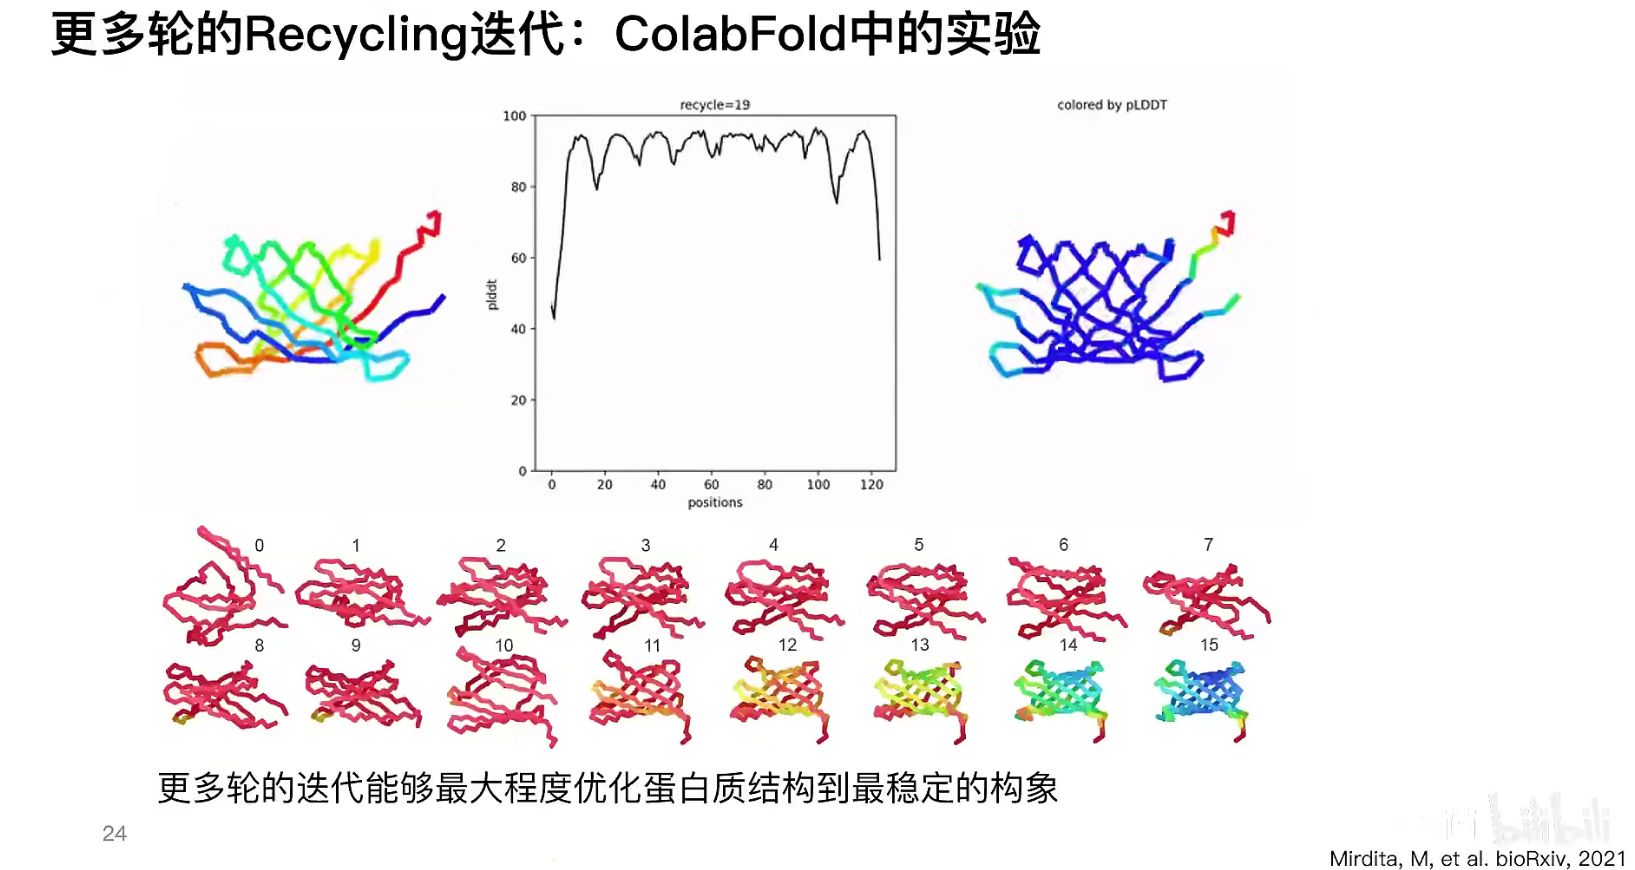 更多轮的Recycling迭代：ColabFold中的实验
recycle=19
colored by pLDDT
100
80
60
40
20
0
plddt
0 20 40 60 80 100 120
positions
0 1 2 3 4 5 6 7
8 9 10 11 12 13 14 15
更多轮的迭代能够最大程度优化蛋白质结构到最稳定的构象
24
bilibili
Mirdita, M, et al. bioRxiv, 2021